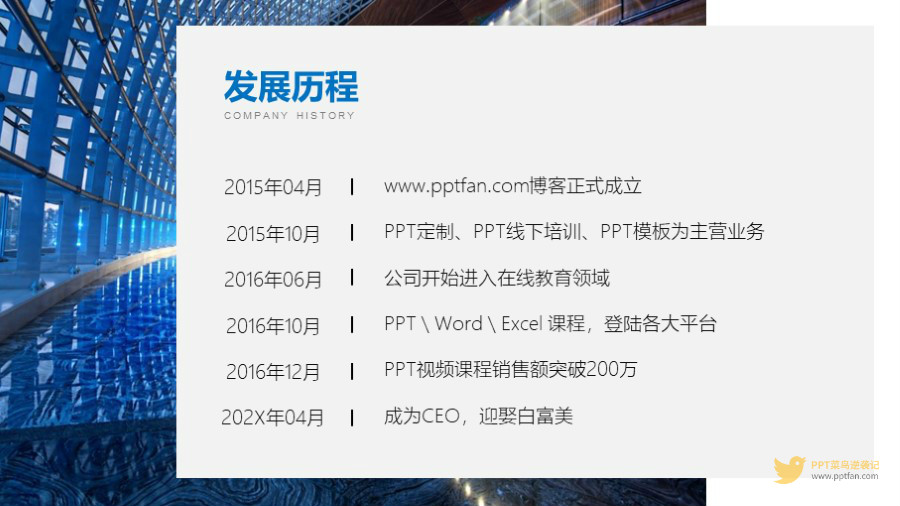 发展历程
COMPANY HISTORY
2015年04月 | www.pptfan.com博客正式成立
2015年10月 | PPT定制、PPT线下培训、PPT模板为主营业务
2016年06月 | 公司开始进入在线教育领域
2016年10月 | PPT \ Word \ Excel 课程，登陆各大平台
2016年12月 | PPT视频课程销售额突破200万
202X年04月 | 成为CEO，迎娶白富美
PPT菜鸟逆袭记
www.pptfan.com